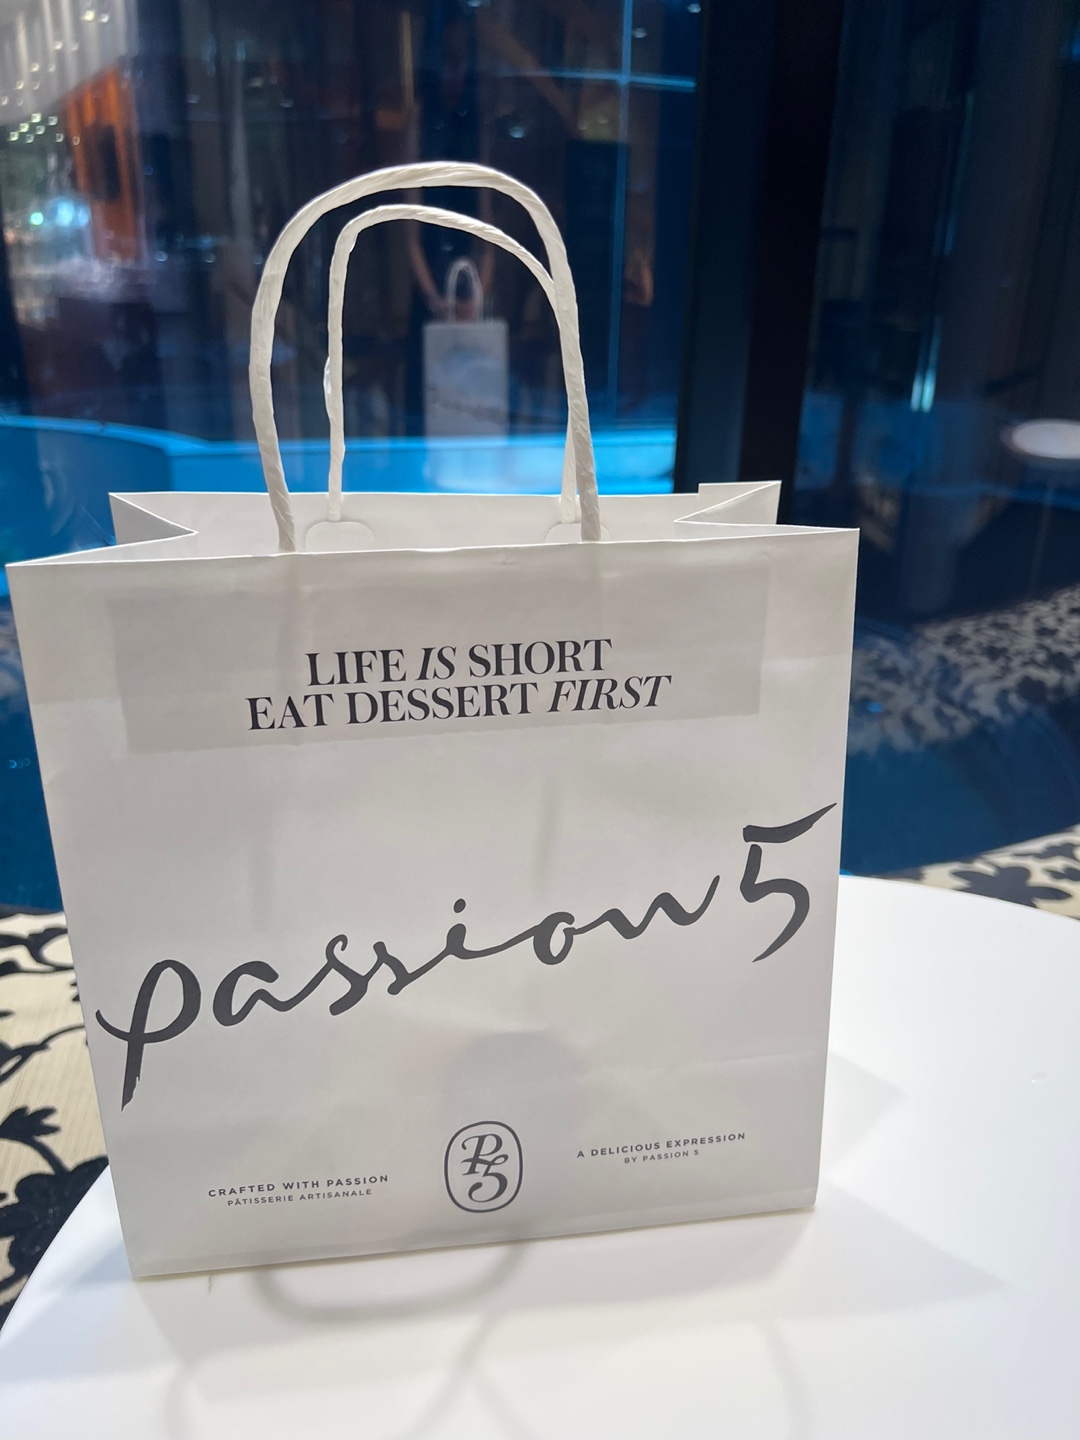 LIFE IS SHORT
EAT DESSERT FIRST
passion5
CRAFTED WITH PASSION
PÂTISSERIE ARTISANALE
P5
A DELICIOUS EXPRESSION
BY PASSION 5